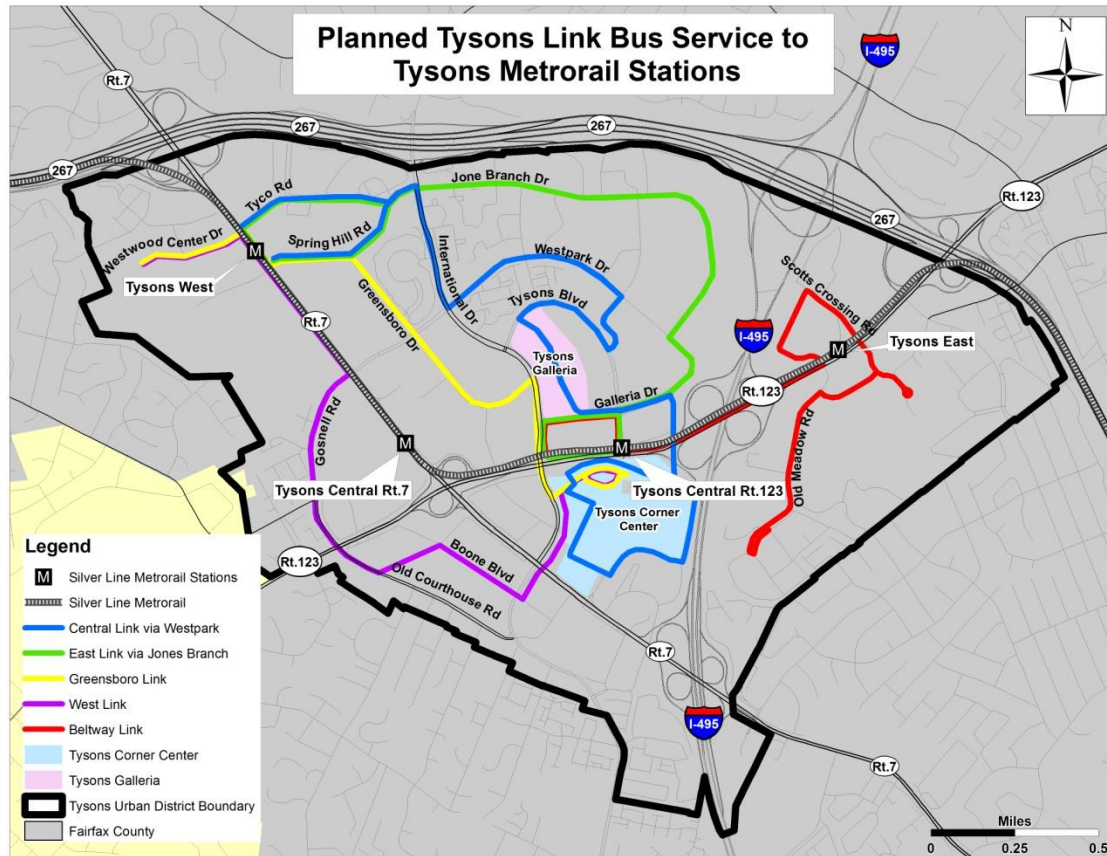 Planned Tysons Link Bus Service to
Tysons Metrorail Stations
N
I-495
Rt.7
267
267
267
Rt.123
267
Jone Branch Dr
Tyco Rd
Westwood Center Dr
Spring Hill Rd
International Dr
Westpark Dr
Scotts Crossing Rd
M
Tysons West
Greensboro Dr
Tysons Blvd
Rt.7
I-495
M
Tysons East
Tysons
Galleria
Galleria Dr
Rt.123
Gosnell Rd
M
M
Old Meadow Rd
Tysons Central Rt.7
Tysons Central Rt.123
Tysons Corner
Center
Rt.123
Boone Blvd
Old Courthouse Rd
Rt.7
I-495
Rt.7
Legend
M Silver Line Metrorail Stations
Silver Line Metrorail
Central Link via Westpark
East Link via Jones Branch
Greensboro Link
West Link
Beltway Link
Tysons Corner Center
Tysons Galleria
Tysons Urban District Boundary
Fairfax County
Miles
0 0.25 0.5
267